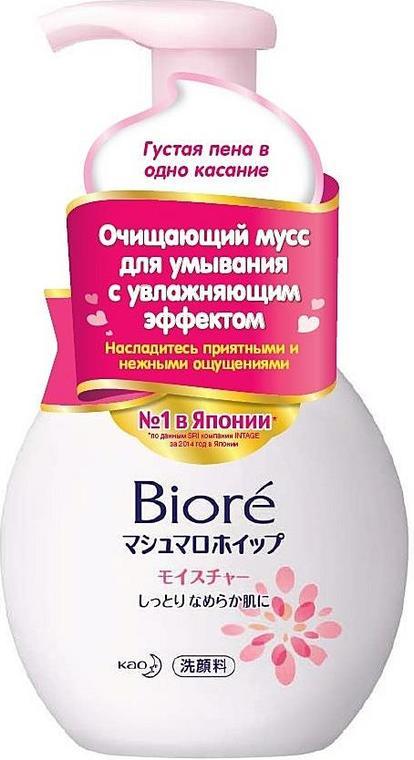 Густая пена в
одно касание
Очищающий мусс
для умывания
с увлажняющим
эффектом
Насладитесь приятными и
нежными ощущениями
№1 в Японии*
*по данным SRI компании INTAGE
за 2014 год в Японии
Bioré
マシュマロホイップ
モイスチャー
しっとりなめらか肌に
Kao 洗顔料